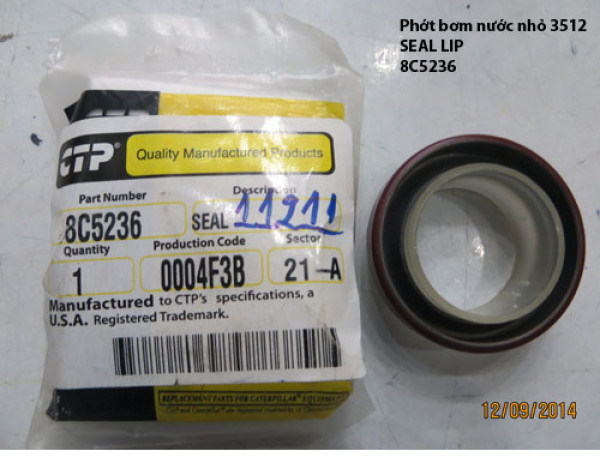 Phớt bơm nước nhỏ 3512
SEAL LIP
8C5236
CTP®
Quality Manufactured Products
Part Number
Description
8C5236
SEAL
11211
Quantity
Production Code
Sector
1
0004F3B
21-A
Manufactured to CTP's specifications, a
U.S.A. Registered Trademark.
REPLACEMENT PARTS FOR CATERPILLAR® EQUIPMENT
12/09/2014